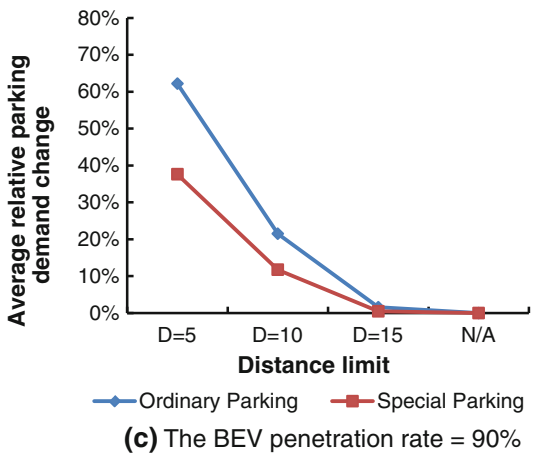 80%
70%
60%
50%
40%
30%
20%
10%
0%
Average relative parking
demand change
D=5 D=10 D=15 N/A
Distance limit
Ordinary Parking Special Parking
(c) The BEV penetration rate = 90%